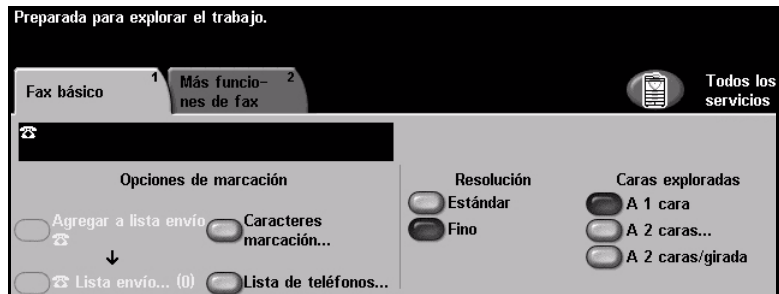 Preparada para explorar el trabajo.
Fax básico
1
Más funcio-
nes de fax
2
Todos los
servicios
Opciones de marcación
Agregar a lista envío
Caracteres
marcación...
Lista envío... (0)
Lista de teléfonos...
Resolución
Estándar
Fino
Caras exploradas
A 1 cara
A 2 caras...
A 2 caras/girada